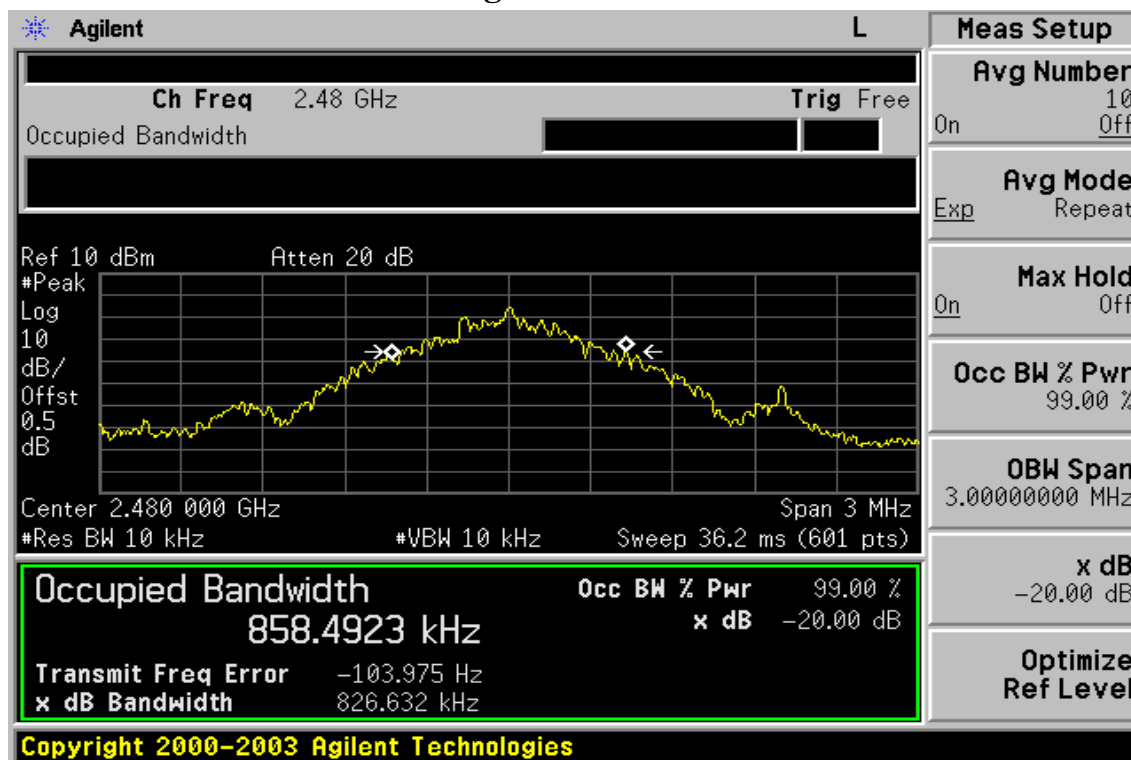 Agilent L
Ch Freq 2.48 GHz Trig Free
Occupied Bandwidth
Ref 10 dBm Atten 20 dB
#Peak
Log
10
dB/
Offst
0.5
dB
Center 2.480 000 GHz Span 3 MHz
#Res BW 10 kHz #VBW 10 kHz Sweep 36.2 ms (601 pts)
Occupied Bandwidth
858.4923 kHz
Occ BW % Pwr 99.00 %
x dB -20.00 dB
Transmit Freq Error -103.975 Hz
x dB Bandwidth 826.632 kHz
Copyright 2000-2003 Agilent Technologies
Meas Setup
Avg Number
10
On Off
Avg Mode
Exp Repeat
Max Hold
On Off
Occ BW % Pwr
99.00 %
OBW Span
3.00000000 MHz
x dB
-20.00 dB
Optimize
Ref Level